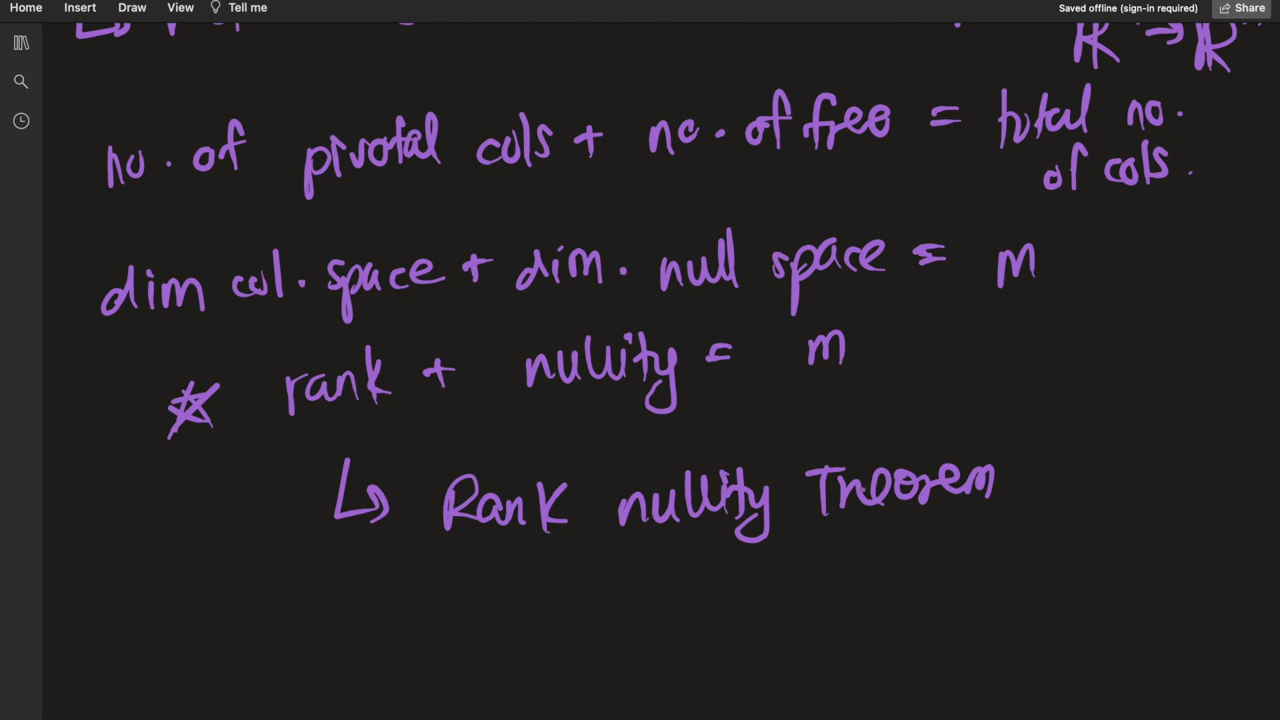 Home Insert Draw View Tell me Saved offline (sign-in required) Share
no. of pivotal cols + no. of free = total no.
of cols.
dim col. space + dim. null space = m
rank + nullity = m
↳ Rank nullity Theorem